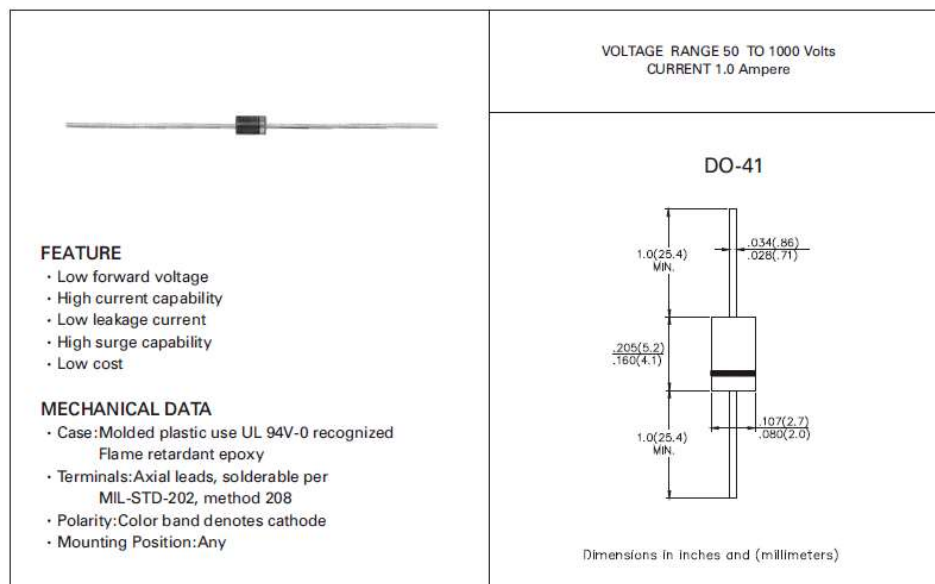 VOLTAGE RANGE 50 TO 1000 Volts
CURRENT 1.0 Ampere
FEATURE
· Low forward voltage
· High current capability
· Low leakage current
· High surge capability
· Low cost
MECHANICAL DATA
· Case:Molded plastic use UL 94V-0 recognized
Flame retardant epoxy
· Terminals:Axial leads, solderable per
MIL-STD-202, method 208
· Polarity:Color band denotes cathode
· Mounting Position:Any
DO-41
1.0(25.4)
MIN.
.034(.86)
.028(.71)
.205(5.2)
.160(4.1)
.107(2.7)
.080(2.0)
1.0(25.4)
MIN.
Dimensions in inches and (millimeters)